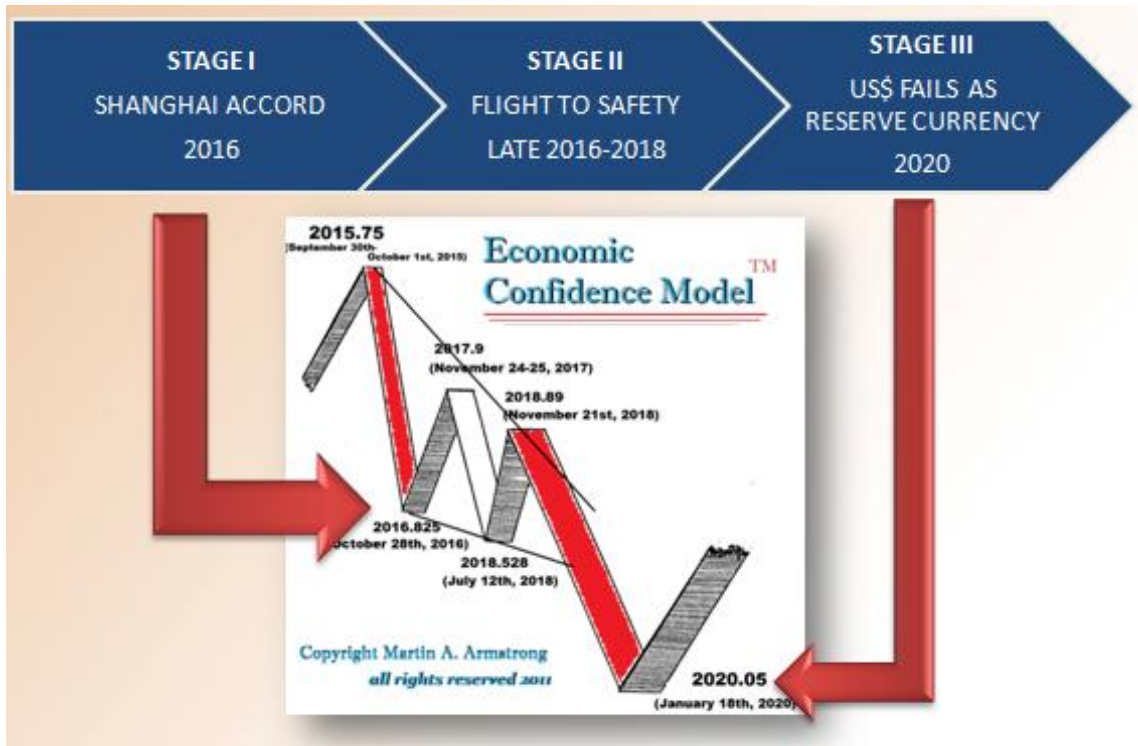 STAGE I
SHANGHAI ACCORD
2016
STAGE II
FLIGHT TO SAFETY
LATE 2016-2018
STAGE III
US$ FAILS AS
RESERVE CURRENCY
2020
2015.75
(September 30th-
October 1st, 2015)
Economic
Confidence Model TM
2017.9
(November 24-25, 2017)
2018.89
(November 21st, 2018)
2016.825
(October 28th, 2016)
2018.528
(July 12th, 2018)
Copyright Martin A. Armstrong
all rights reserved 2011
2020.05
(January 18th, 2020)